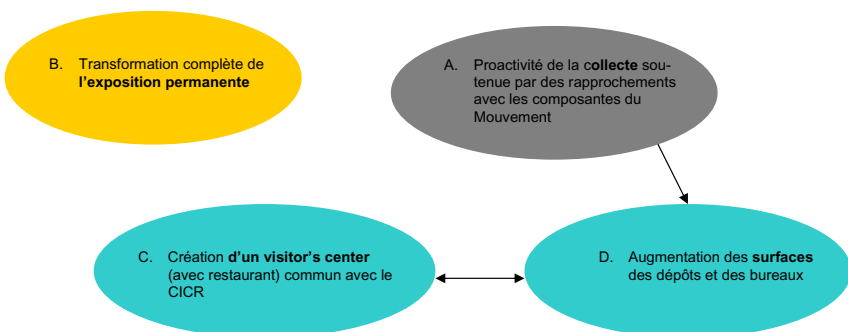 B. Transformation complète de
l'exposition permanente
A. Proactivité de la collecte sou-
tenue par des rapprochements
avec les composantes du
Mouvement
C. Création d'un visitor's center
(avec restaurant) commun avec le
CICR
D. Augmentation des surfaces
des dépôts et des bureaux